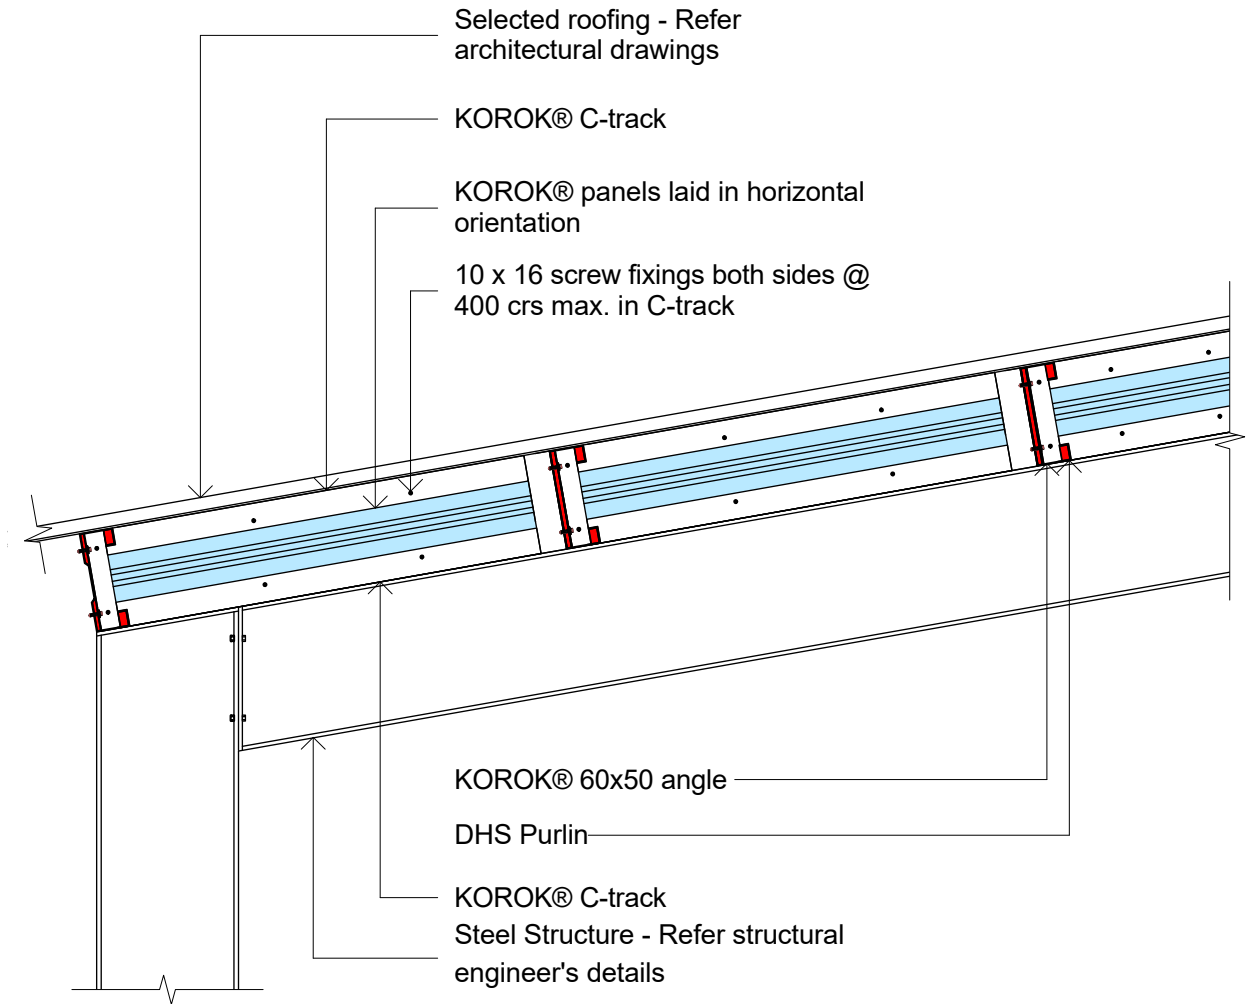 Selected roofing - Refer
architectural drawings
KOROK® C-track
KOROK® panels laid in horizontal
orientation
10 x 16 screw fixings both sides @
400 crs max. in C-track
KOROK® 60x50 angle
DHS Purlin
KOROK® C-track
Steel Structure - Refer structural
engineer's details